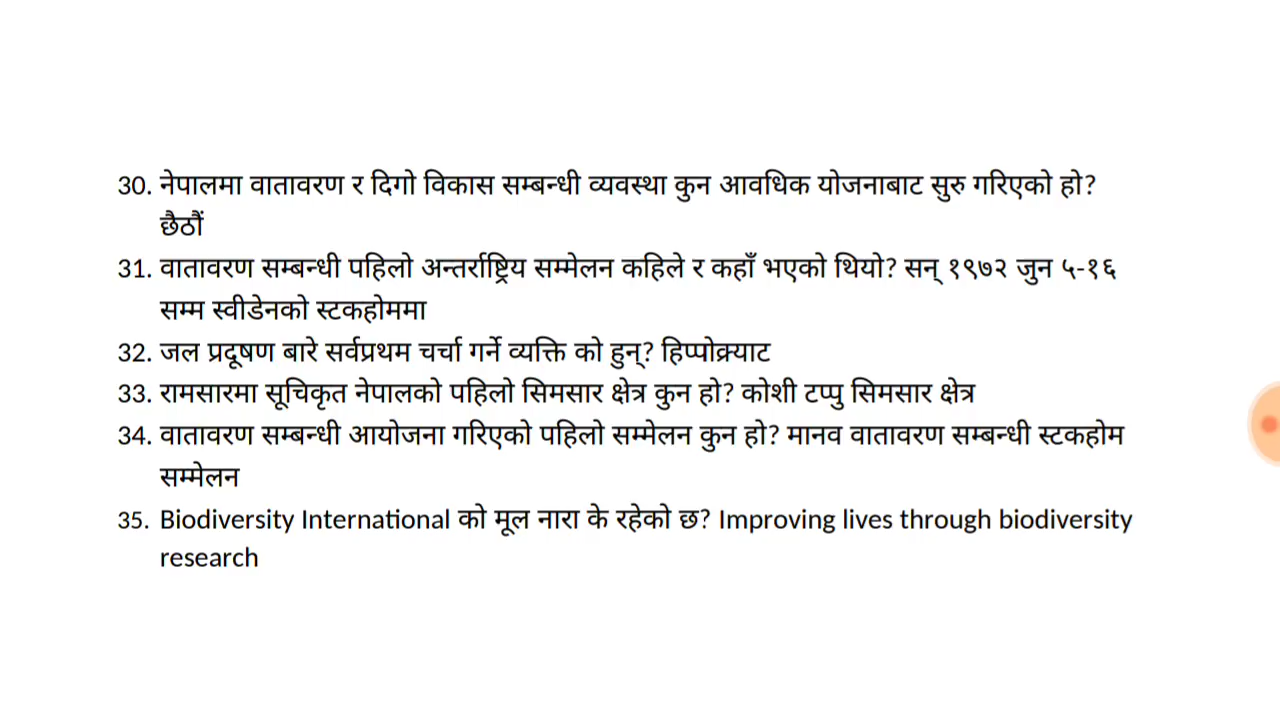 30. नेपालमा वातावरण र दिगो विकास सम्बन्धी व्यवस्था कुन आवधिक योजनाबाट सुरु गरिएको हो?
छैठौं
31. वातावरण सम्बन्धी पहिलो अन्तर्राष्ट्रिय सम्मेलन कहिले र कहाँ भएको थियो? सन् १९७२ जुन ५-१६
सम्म स्वीडेनको स्टकहोममा
32. जल प्रदूषण बारे सर्वप्रथम चर्चा गर्ने व्यक्ति को हुन्? हिप्पोक्र्याट
33. रामसारमा सूचिकृत नेपालको पहिलो सिमसार क्षेत्र कुन हो? कोशी टप्पु सिमसार क्षेत्र
34. वातावरण सम्बन्धी आयोजना गरिएको पहिलो सम्मेलन कुन हो? मानव वातावरण सम्बन्धी स्टकहोम
सम्मेलन
35. Biodiversity International को मूल नारा के रहेको छ? Improving lives through biodiversity
research